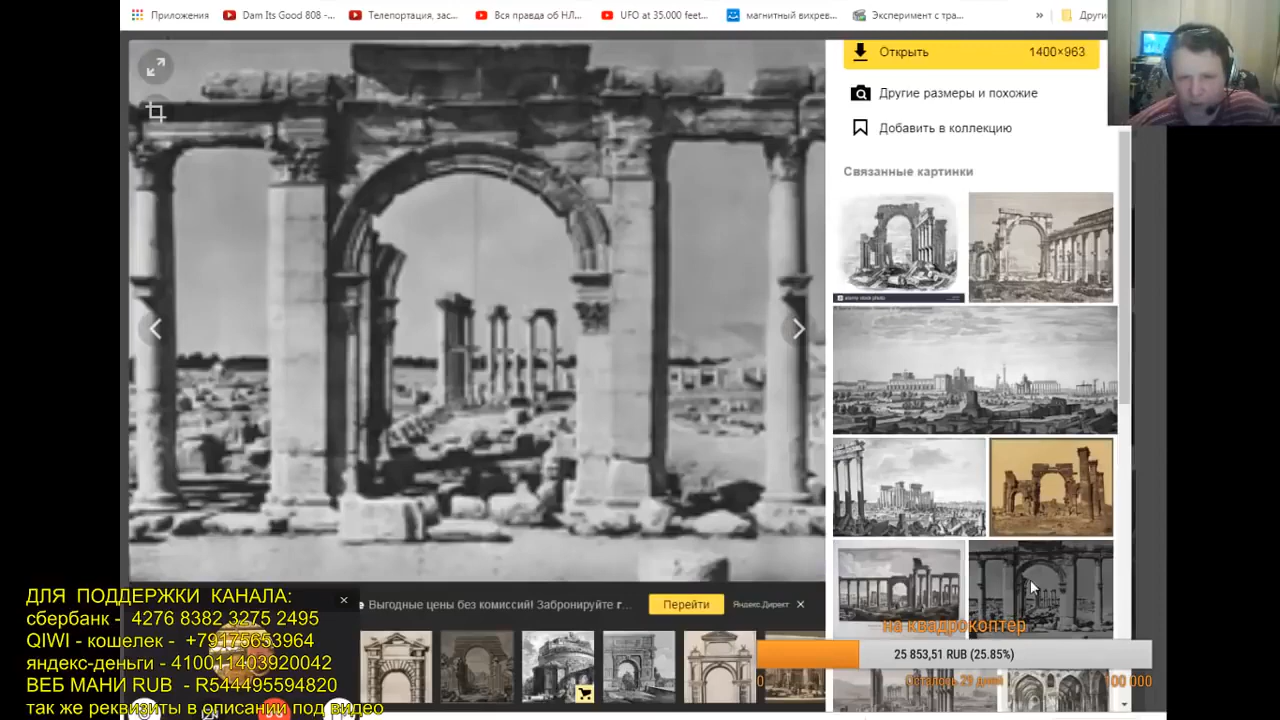 Приложения
Dam Its Good 808 -...
Телепортация, зас...
Вся правда об НЛ...
UFO at 35.000 feet...
магнитный вихрев...
Эксперимент с тра...
»
Други
Открыть 1400×963
Другие размеры и похожие
Добавить в коллекцию
Связанные картинки
alamy stock photo
е Выгодные цены без комиссий! Забронируйте г...
Перейти
Яндекс.Директ
ДЛЯ ПОДДЕРЖКИ КАНАЛА:
сбербанк - 4276 8382 3275 2495
QIWI - кошелек - +79175653964
яндекс-деньги - 410011403920042
ВЕБ МАНИ RUB - R544495594820
так же реквизиты в описании под видео
на квадрокоптер
25 853,51 RUB (25.85%)
0 Осталось 29 дней 100 000